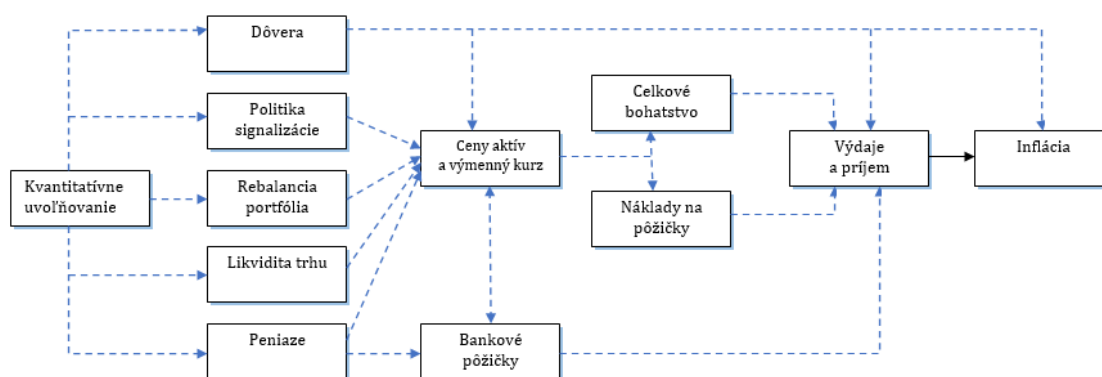 Dôvera
Politika
signalizácie
Celkové
bohatstvo
Ceny aktív
a výmenný kurz
Výdaje
a príjem
Inflácia
Kvantitatívne
uvoľňovanie
Rebalancia
portfólia
Náklady na
pôžičky
Likvidita trhu
Peniaze
Bankové
pôžičky